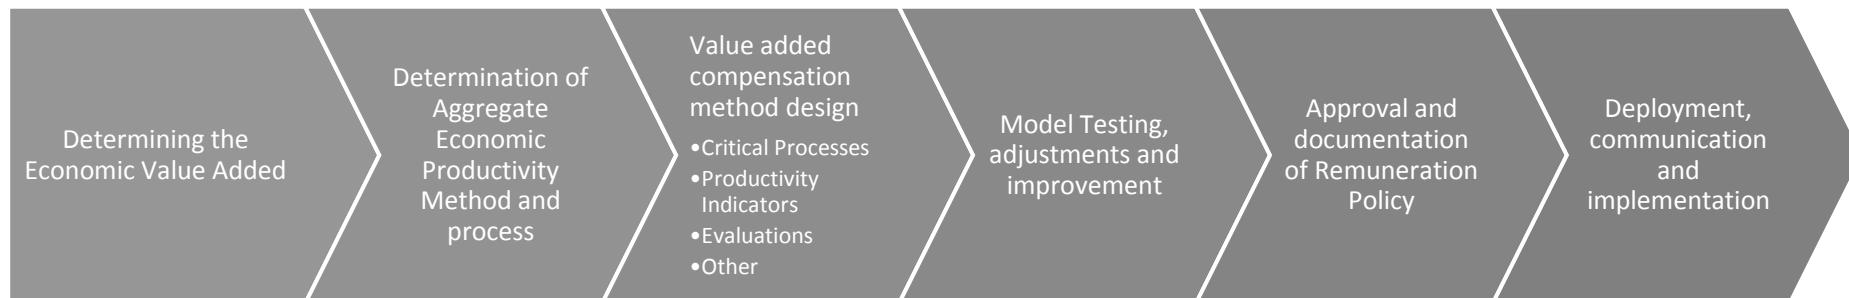 Determining the
Economic Value Added
Determination of
Aggregate
Economic
Productivity
Method and
process
Value added
compensation
method design
•Critical Processes
•Productivity
Indicators
•Evaluations
•Other
Model Testing,
adjustments and
improvement
Approval and
documentation
of Remuneration
Policy
Deployment,
communication
and
implementation